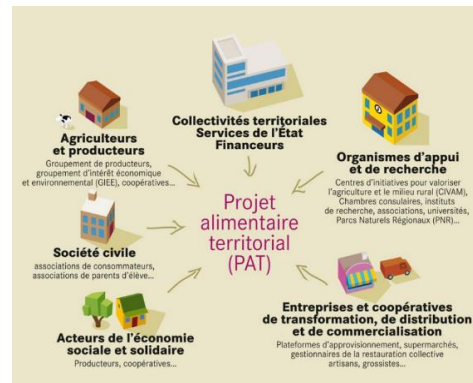 Collectivités territoriales
Services de l'État
Financeurs
Agriculteurs
et producteurs
Groupement de producteurs,
groupement d'intérêt économique
et environnemental (GIEE), coopératives...
Organismes d'appui
et de recherche
Centres d'initiatives pour valoriser
l'agriculture et le milieu rural (CIVAM),
Chambres consulaires, instituts
de recherche, associations, universités,
Parcs Naturels Régionaux (PNR)...
Projet
alimentaire
territorial
(PAT)
Société civile
associations de consommateurs,
associations de parents d'élève...
Acteurs de l'économie
sociale et solidaire
Producteurs, coopératives...
Entreprises et coopératives
de transformation, de distribution
et de commercialisation
Plateformes d'approvisionnement, supermarchés,
gestionnaires de la restauration collective
artisans, grossistes...